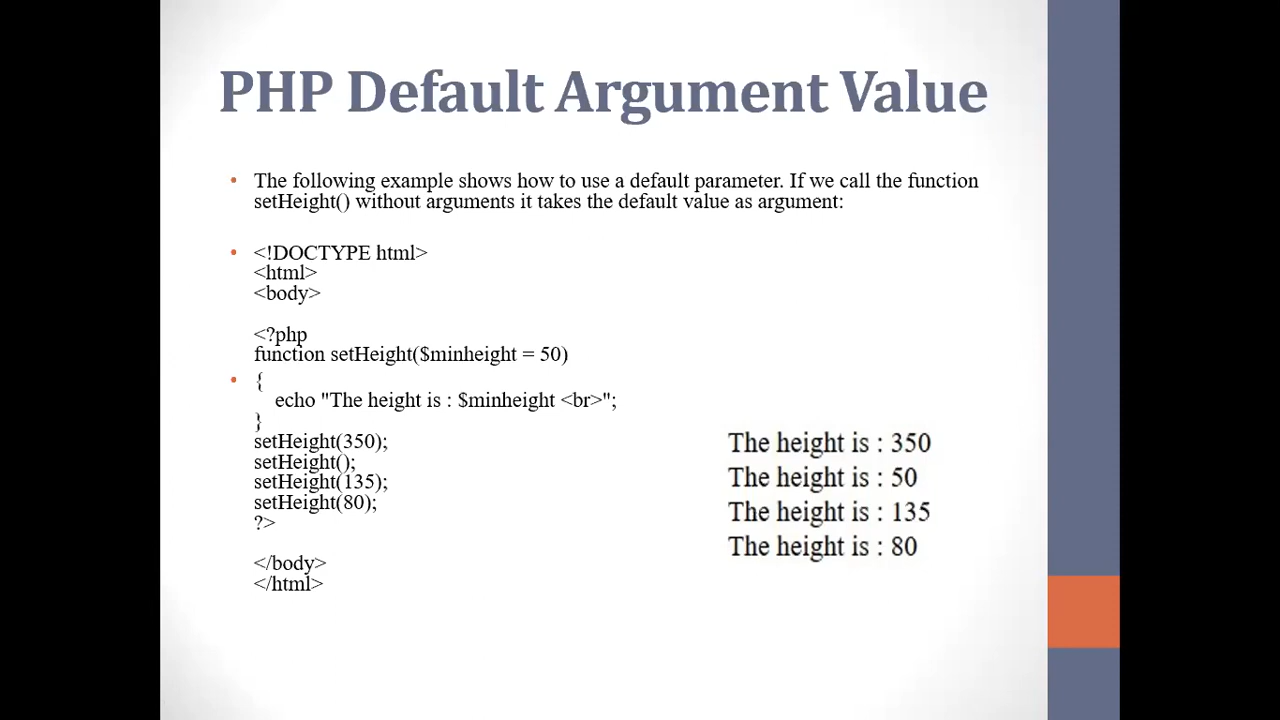 PHP Default Argument Value
• The following example shows how to use a default parameter. If we call the function
setHeight() without arguments it takes the default value as argument:
• <!DOCTYPE html>
<html>
<body>
<?php
function setHeight($minheight = 50)
• {
echo "The height is : $minheight <br>";
}
setHeight(350);
setHeight();
setHeight(135);
setHeight(80);
?>
</body>
</html>
The height is : 350
The height is : 50
The height is : 135
The height is : 80